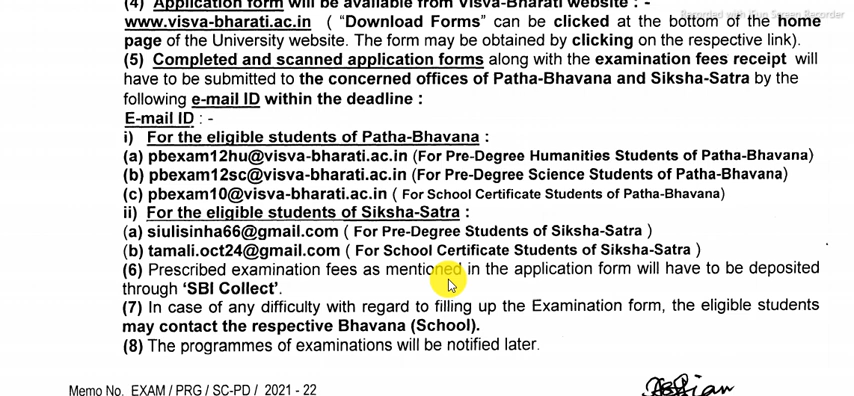 (4) Application form will be available from Visva-Bharati website : -
Recorded with iFun Screen Recorder
www.visva-bharati.ac.in ( “Download Forms” can be clicked at the bottom of the home
page of the University website. The form may be obtained by clicking on the respective link).
(5) Completed and scanned application forms along with the examination fees receipt will
have to be submitted to the concerned offices of Patha-Bhavana and Siksha-Satra by the
following e-mail ID within the deadline :
E-mail ID : -
i) For the eligible students of Patha-Bhavana :
(a) pbexam12hu@visva-bharati.ac.in (For Pre-Degree Humanities Students of Patha-Bhavana)
(b) pbexam12sc@visva-bharati.ac.in (For Pre-Degree Science Students of Patha-Bhavana)
(c) pbexam10@visva-bharati.ac.in ( For School Certificate Students of Patha-Bhavana)
ii) For the eligible students of Siksha-Satra :
(a) siulisinha66@gmail.com ( For Pre-Degree Students of Siksha-Satra )
(b) tamali.oct24@gmail.com ( For School Certificate Students of Siksha-Satra )
(6) Prescribed examination fees as mentioned in the application form will have to be deposited
through ‘SBI Collect’.
(7) In case of any difficulty with regard to filling up the Examination form, the eligible students
may contact the respective Bhavana (School).
(8) The programmes of examinations will be notified later.
Memo No. EXAM / PRG / SC-PD / 2021 - 22